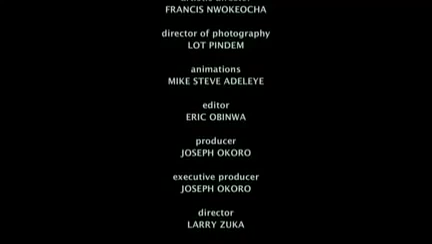 FRANCIS NWOKEOCHA
director of photography
LOT PINDEM
animations
MIKE STEVE ADELEYE
editor
ERIC OBINWA
producer
JOSEPH OKORO
executive producer
JOSEPH OKORO
director
LARRY ZUKA